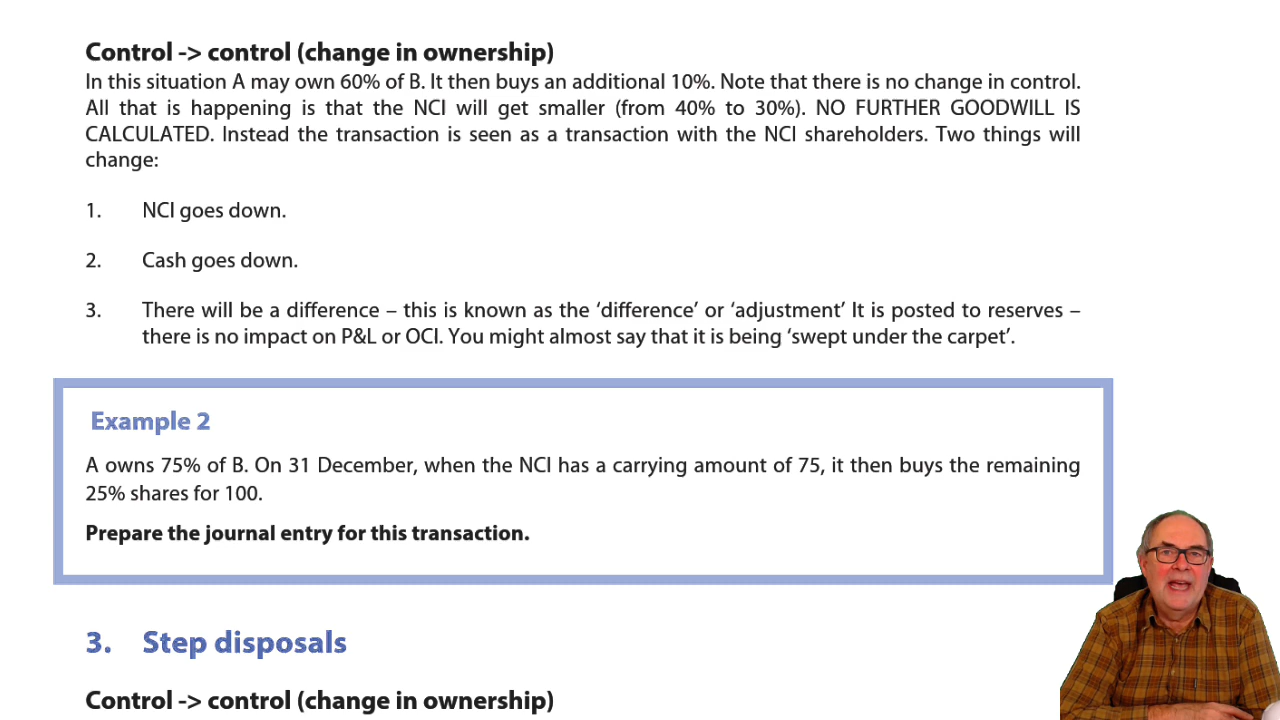 Control -> control (change in ownership)
In this situation A may own 60% of B. It then buys an additional 10%. Note that there is no change in control.
All that is happening is that the NCI will get smaller (from 40% to 30%). NO FURTHER GOODWILL IS
CALCULATED. Instead the transaction is seen as a transaction with the NCI shareholders. Two things will
change:
1. NCI goes down.
2. Cash goes down.
3. There will be a difference – this is known as the ‘difference’ or ‘adjustment’ It is posted to reserves –
there is no impact on P&L or OCI. You might almost say that it is being ‘swept under the carpet’.
Example 2
A owns 75% of B. On 31 December, when the NCI has a carrying amount of 75, it then buys the remaining
25% shares for 100.
Prepare the journal entry for this transaction.
3. Step disposals
Control -> control (change in ownership)